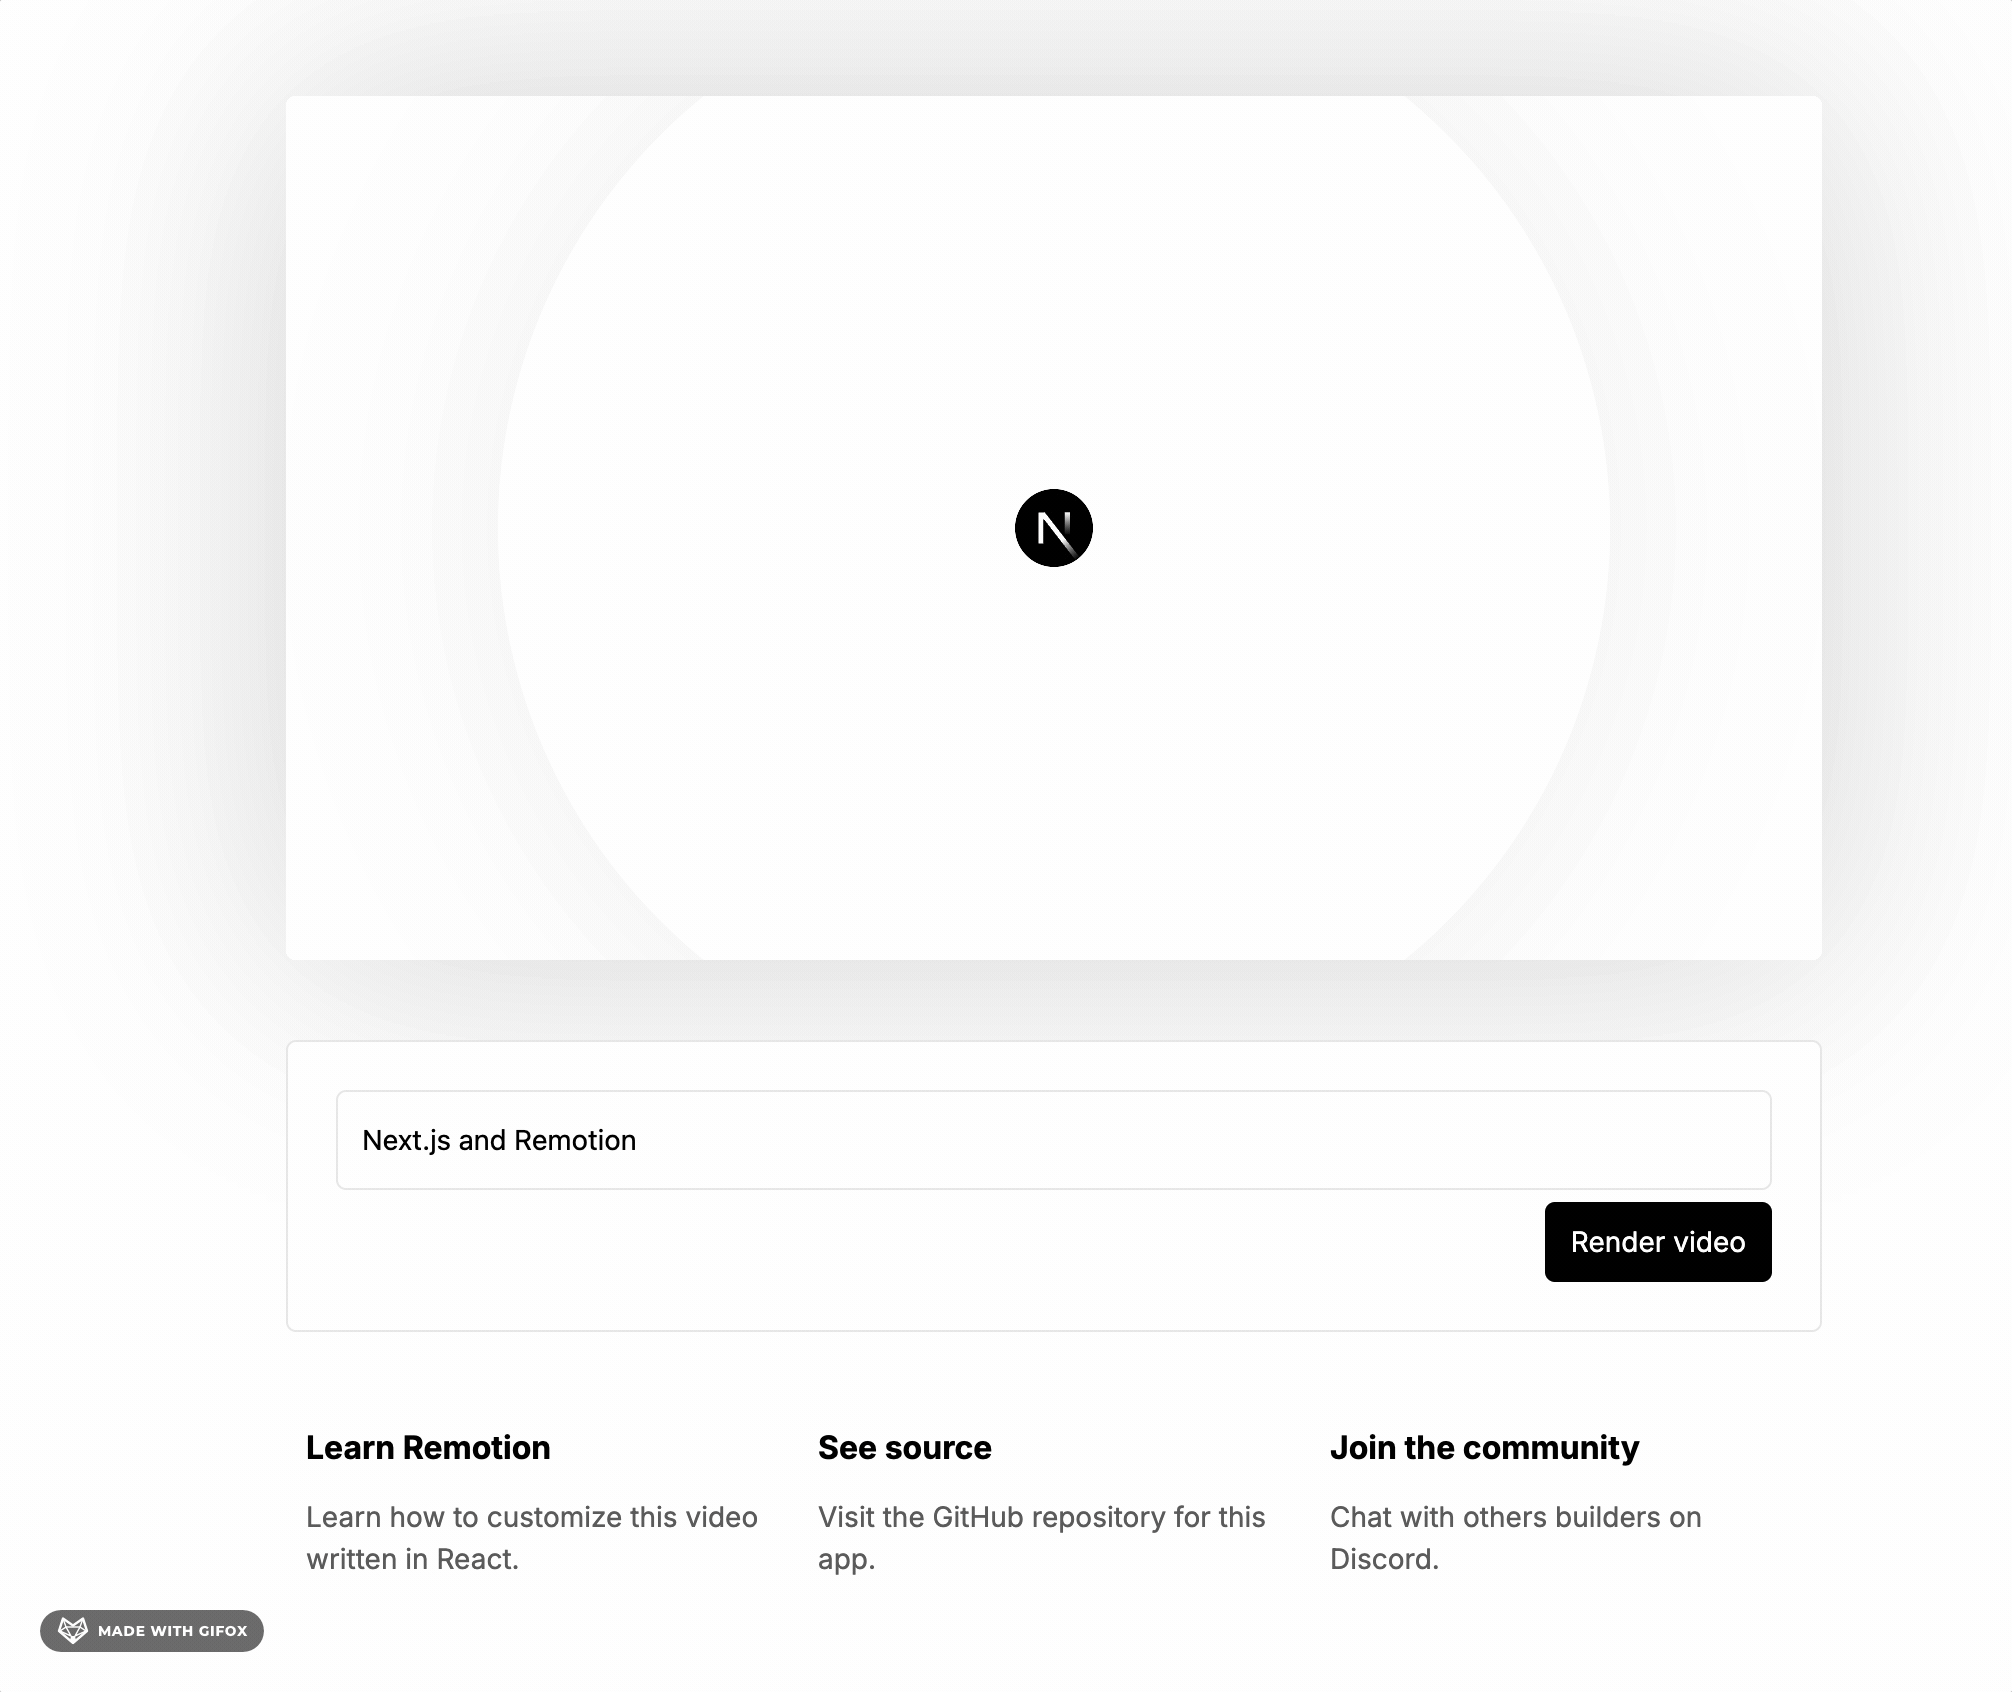 N
Next.js and Remotion
Render video
Learn Remotion
Learn how to customize this video
written in React.
See source
Visit the GitHub repository for this
app.
Join the community
Chat with others builders on
Discord.
MADE WITH GIFOX